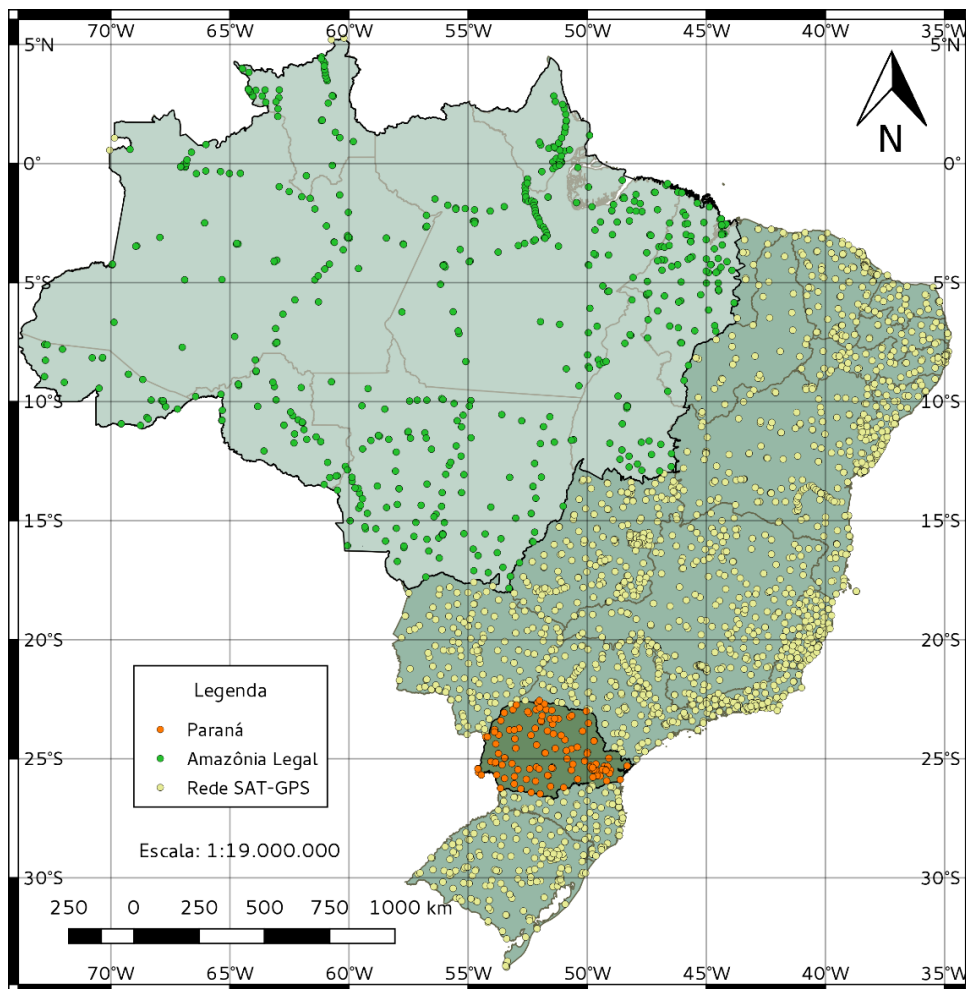 70°W 65°W 60°W 55°W 50°W 45°W 40°W 35°W
5°N 5°N
N
0° 0°
5°S 5°S
10°S 10°S
15°S 15°S
20°S 20°S
Legenda
Paraná
Amazônia Legal
25°S
Rede SAT-GPS
25°S
Escala: 1:19.000.000
30°S 30°S
250 0 250 500 750 1000 km
70°W 65°W 60°W 55°W 50°W 45°W 40°W 35°W